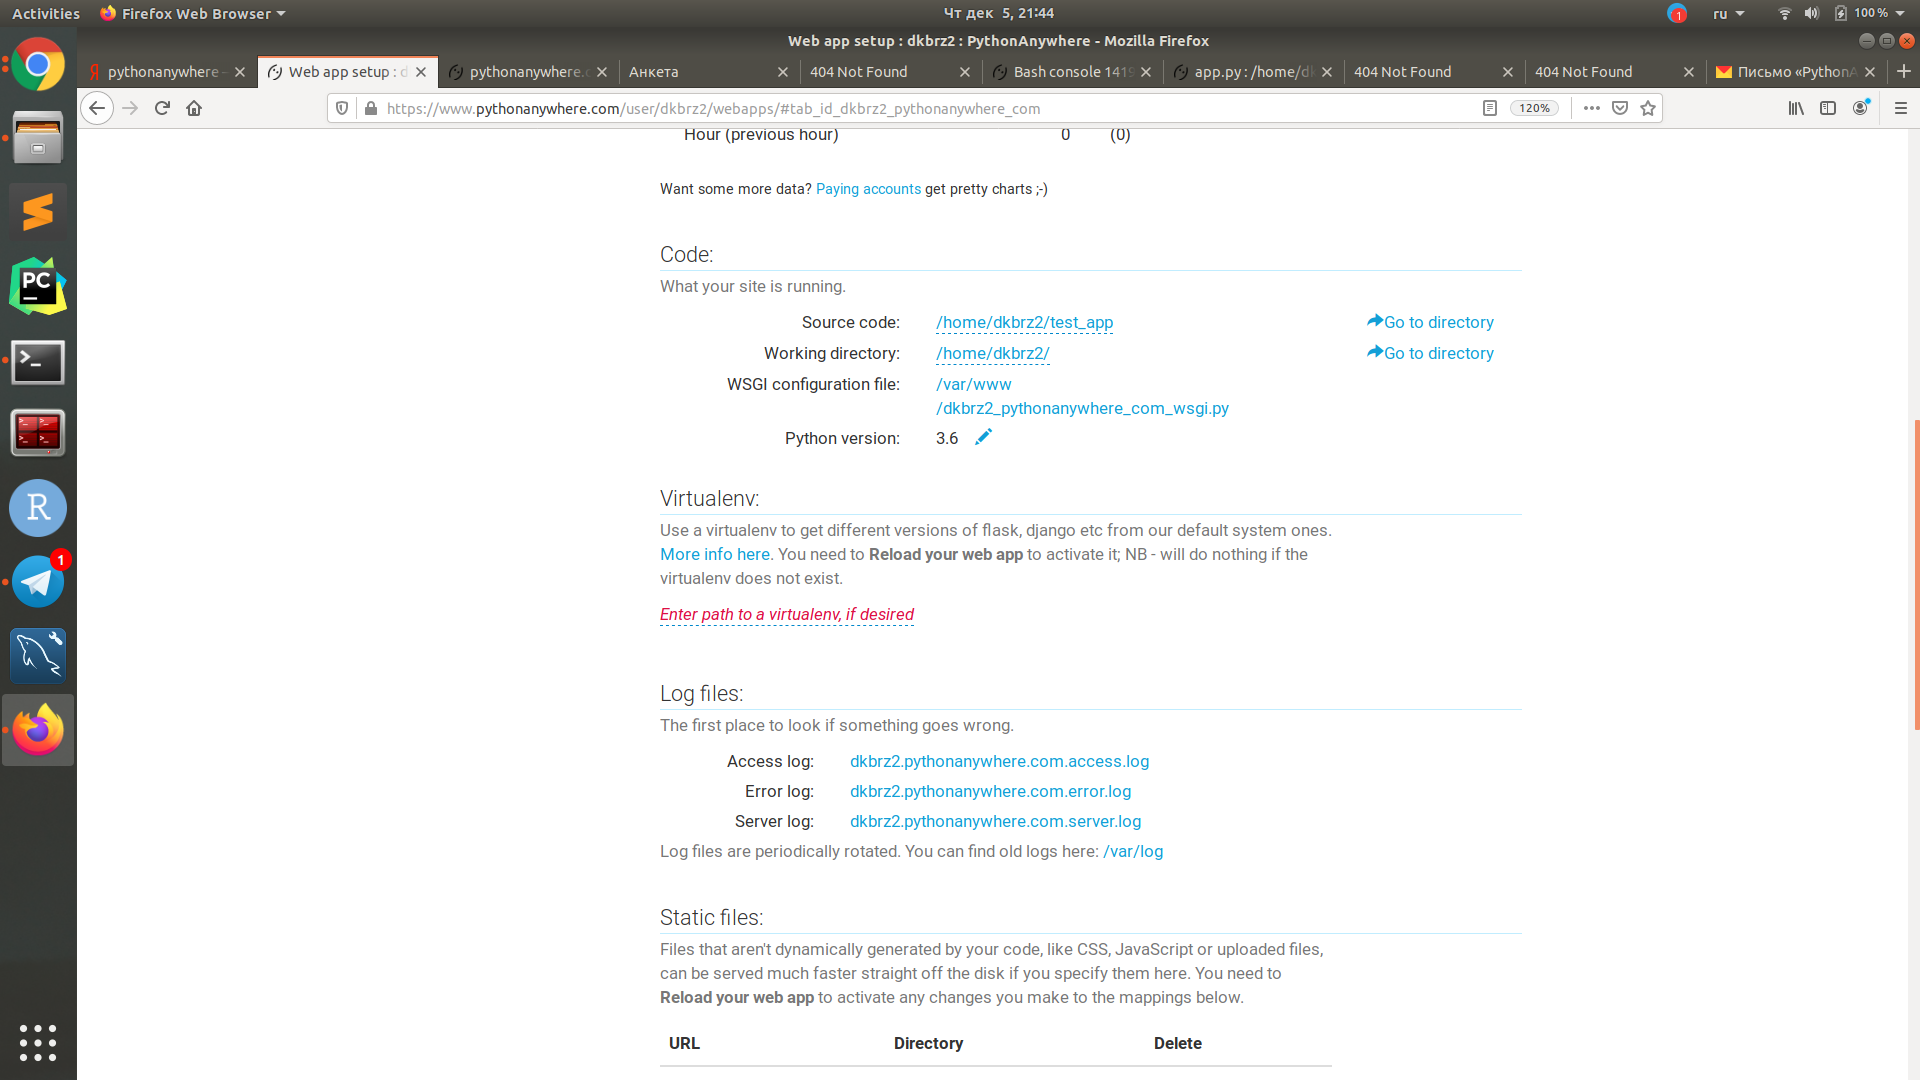 Activities Firefox Web Browser Чт дек 5, 21:44 1 ru 100 %
Web app setup : dkbrz2 : PythonAnywhere - Mozilla Firefox
pythonanywhere - Web app setup : d pythonanywhere.c Анкета 404 Not Found Bash console 1419 app.py : /home/d 404 Not Found 404 Not Found Письмо «PythonA
https://www.pythonanywhere.com/user/dkbrz2/webapps/#tab_id_dkbrz2_pythonanywhere_com 120%
Hour (previous hour) 0 (0)
Want some more data? Paying accounts get pretty charts ;-)
Code:
What your site is running.
Source code: /home/dkbrz2/test_app Go to directory
Working directory: /home/dkbrz2/ Go to directory
WSGI configuration file: /var/www
/dkbrz2_pythonanywhere_com_wsgi.py
Python version: 3.6
Virtualenv:
Use a virtualenv to get different versions of flask, django etc from our default system ones.
More info here. You need to Reload your web app to activate it; NB - will do nothing if the
virtualenv does not exist.
Enter path to a virtualenv, if desired
Log files:
The first place to look if something goes wrong.
Access log: dkbrz2.pythonanywhere.com.access.log
Error log: dkbrz2.pythonanywhere.com.error.log
Server log: dkbrz2.pythonanywhere.com.server.log
Log files are periodically rotated. You can find old logs here: /var/log
Static files:
Files that aren't dynamically generated by your code, like CSS, JavaScript or uploaded files,
can be served much faster straight off the disk if you specify them here. You need to
Reload your web app to activate any changes you make to the mappings below.
URL Directory Delete
PC
R
1